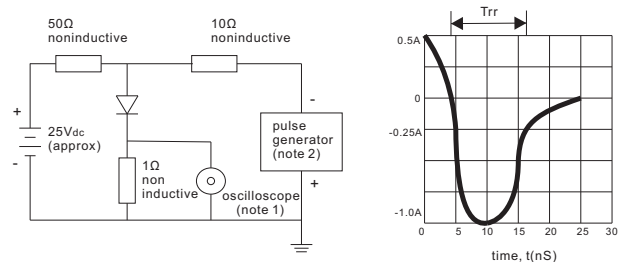 50Ω
noninductive
10Ω
noninductive
+
25Vdc
(approx)
-
1Ω
non
inductive
oscilloscope
(note 1)
-
pulse
generator
(note 2)
+
Trr
0.5A
0
-0.25A
-1.0A
0 5 10 15 20 25 30
time, t(nS)